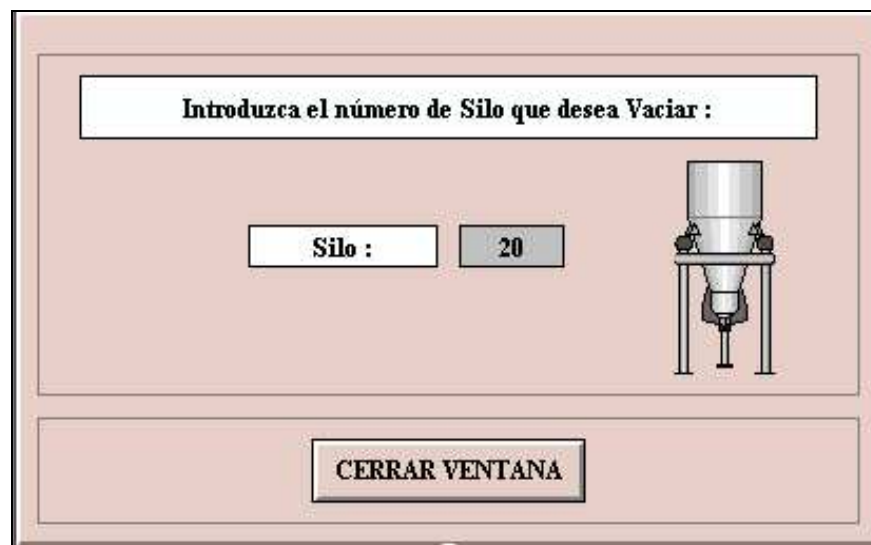 Introduzca el número de Silo que desea Vaciar :
Silo :
20
CERRAR VENTANA